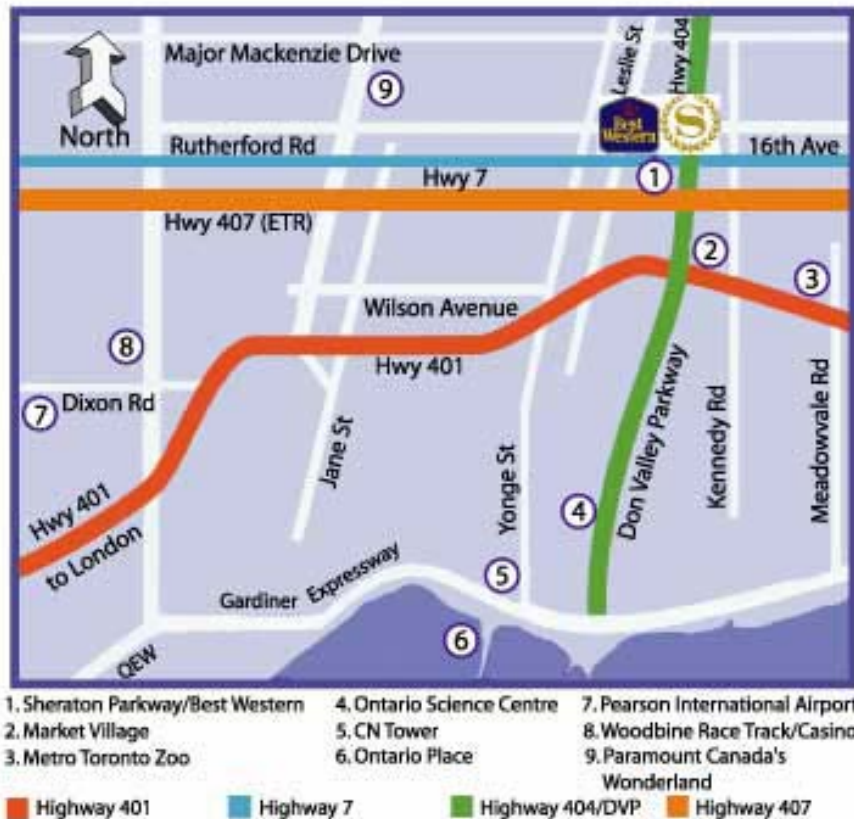 Major Mackenzie Drive
Leslie St
Hwy 404
North
9
Best
Western
S
Rutherford Rd
16th Ave
Hwy 7
1
Hwy 407 (ETR)
2
3
Wilson Avenue
8
Hwy 401
7
Dixon Rd
Jane St
Yonge St
Don Valley Parkway
Kennedy Rd
Meadowvale Rd
4
Hwy 401
to London
5
Gardiner Expressway
6
QEW
1. Sheraton Parkway/Best Western
2. Market Village
3. Metro Toronto Zoo
4. Ontario Science Centre
5. CN Tower
6. Ontario Place
7. Pearson International Airport
8. Woodbine Race Track/Casino
9. Paramount Canada's
Wonderland
Highway 401
Highway 7
Highway 404/DVP
Highway 407